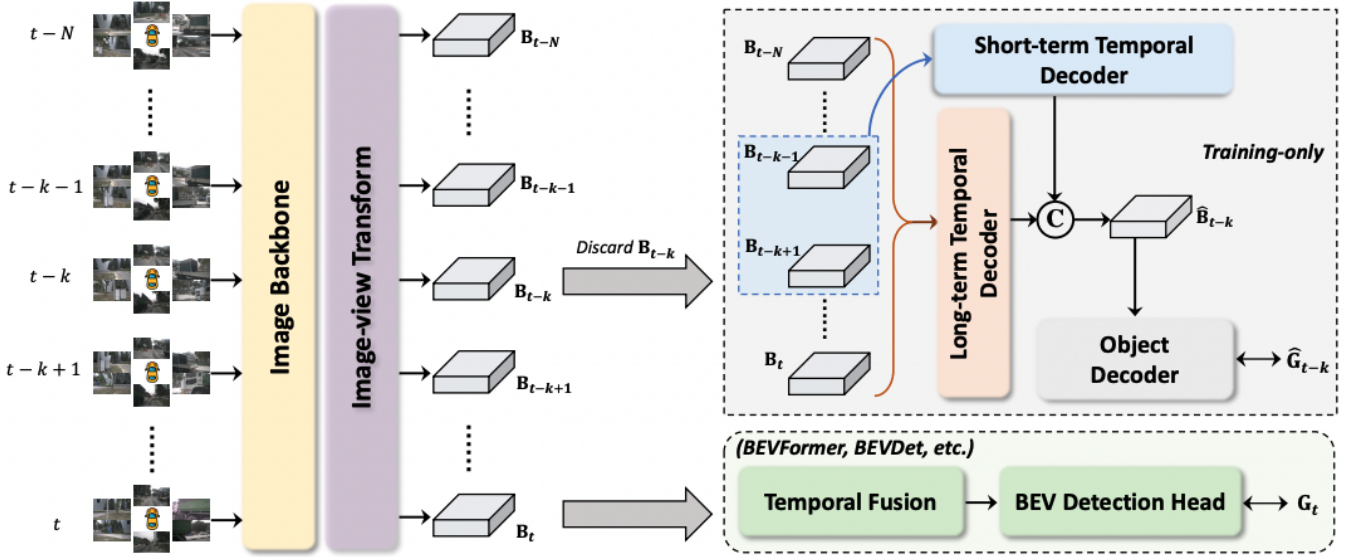 t − N
t − k − 1
t − k
t − k + 1
t
Image Backbone
Image-view Transform
B_{t−N}
B_{t−k−1}
B_{t−k}
B_{t−k+1}
B_t
Discard B_{t−k}
B_{t−N}
B_{t−k−1}
B_{t−k+1}
B_t
Short-term Temporal
Decoder
Long-term Temporal
Decoder
Training-only
C
B̂_{t−k}
Object
Decoder
Ĝ_{t−k}
(BEVFormer, BEVDet, etc.)
Temporal Fusion
BEV Detection Head
G_t